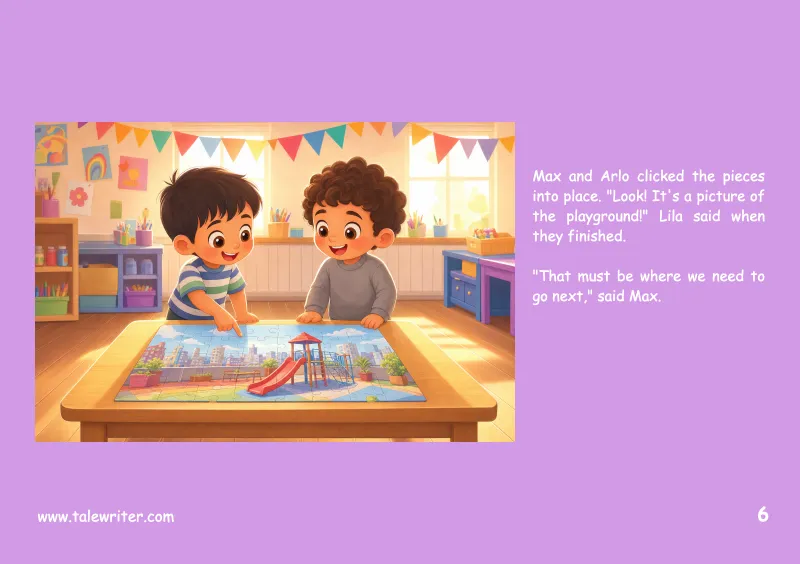 Max and Arlo clicked the pieces
into place. "Look! It's a picture of
the playground!" Lila said when
they finished.
"That must be where we need to
go next," said Max.
www.talewriter.com
6